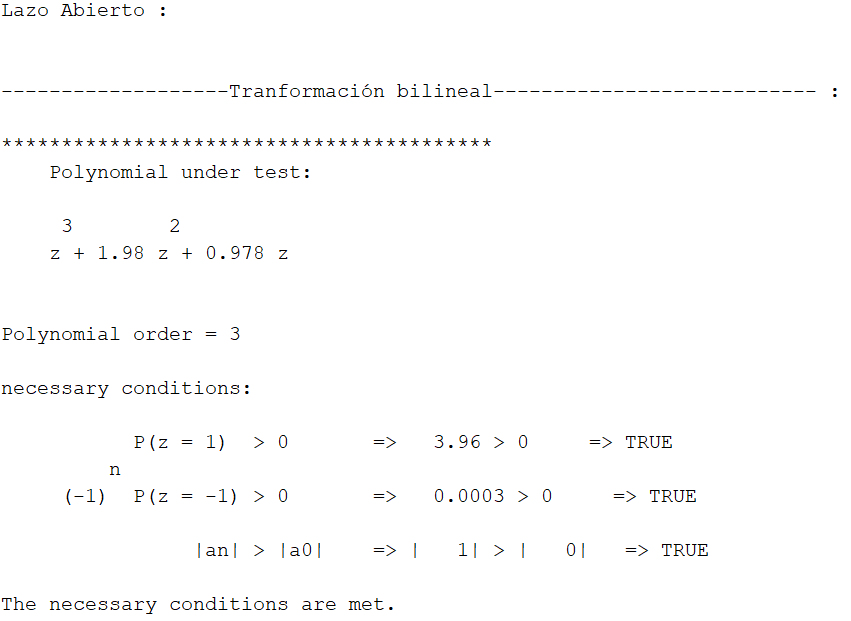 Lazo Abierto :
-------------------Tranformación bilineal--------------------------- :
*****************************************
Polynomial under test:
3        2
z + 1.98 z + 0.978 z
Polynomial order = 3
necessary conditions:
P(z = 1)  > 0       =>   3.96 > 0     => TRUE
n
(-1)  P(z = -1) > 0       =>   0.0003 > 0     => TRUE
|an| > |a0|    => |   1| > |   0|   => TRUE
The necessary conditions are met.